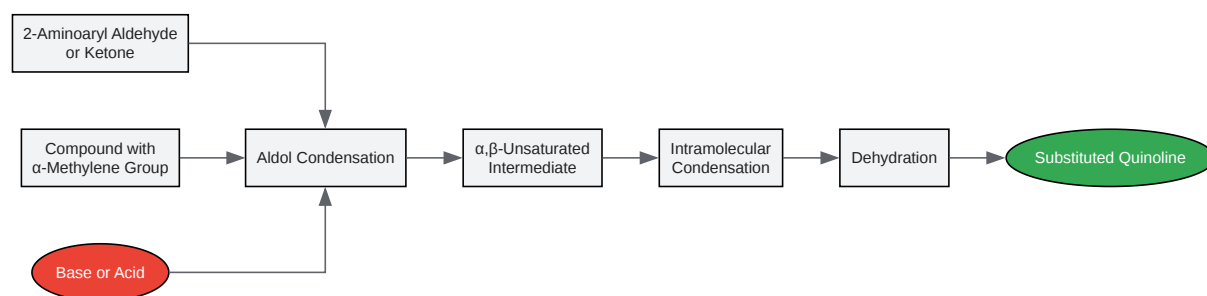 2-Aminoaryl Aldehyde
or Ketone
Compound with
α-Methylene Group
Base or Acid
Aldol Condensation
α,β-Unsaturated
Intermediate
Intramolecular
Condensation
Dehydration
Substituted Quinoline